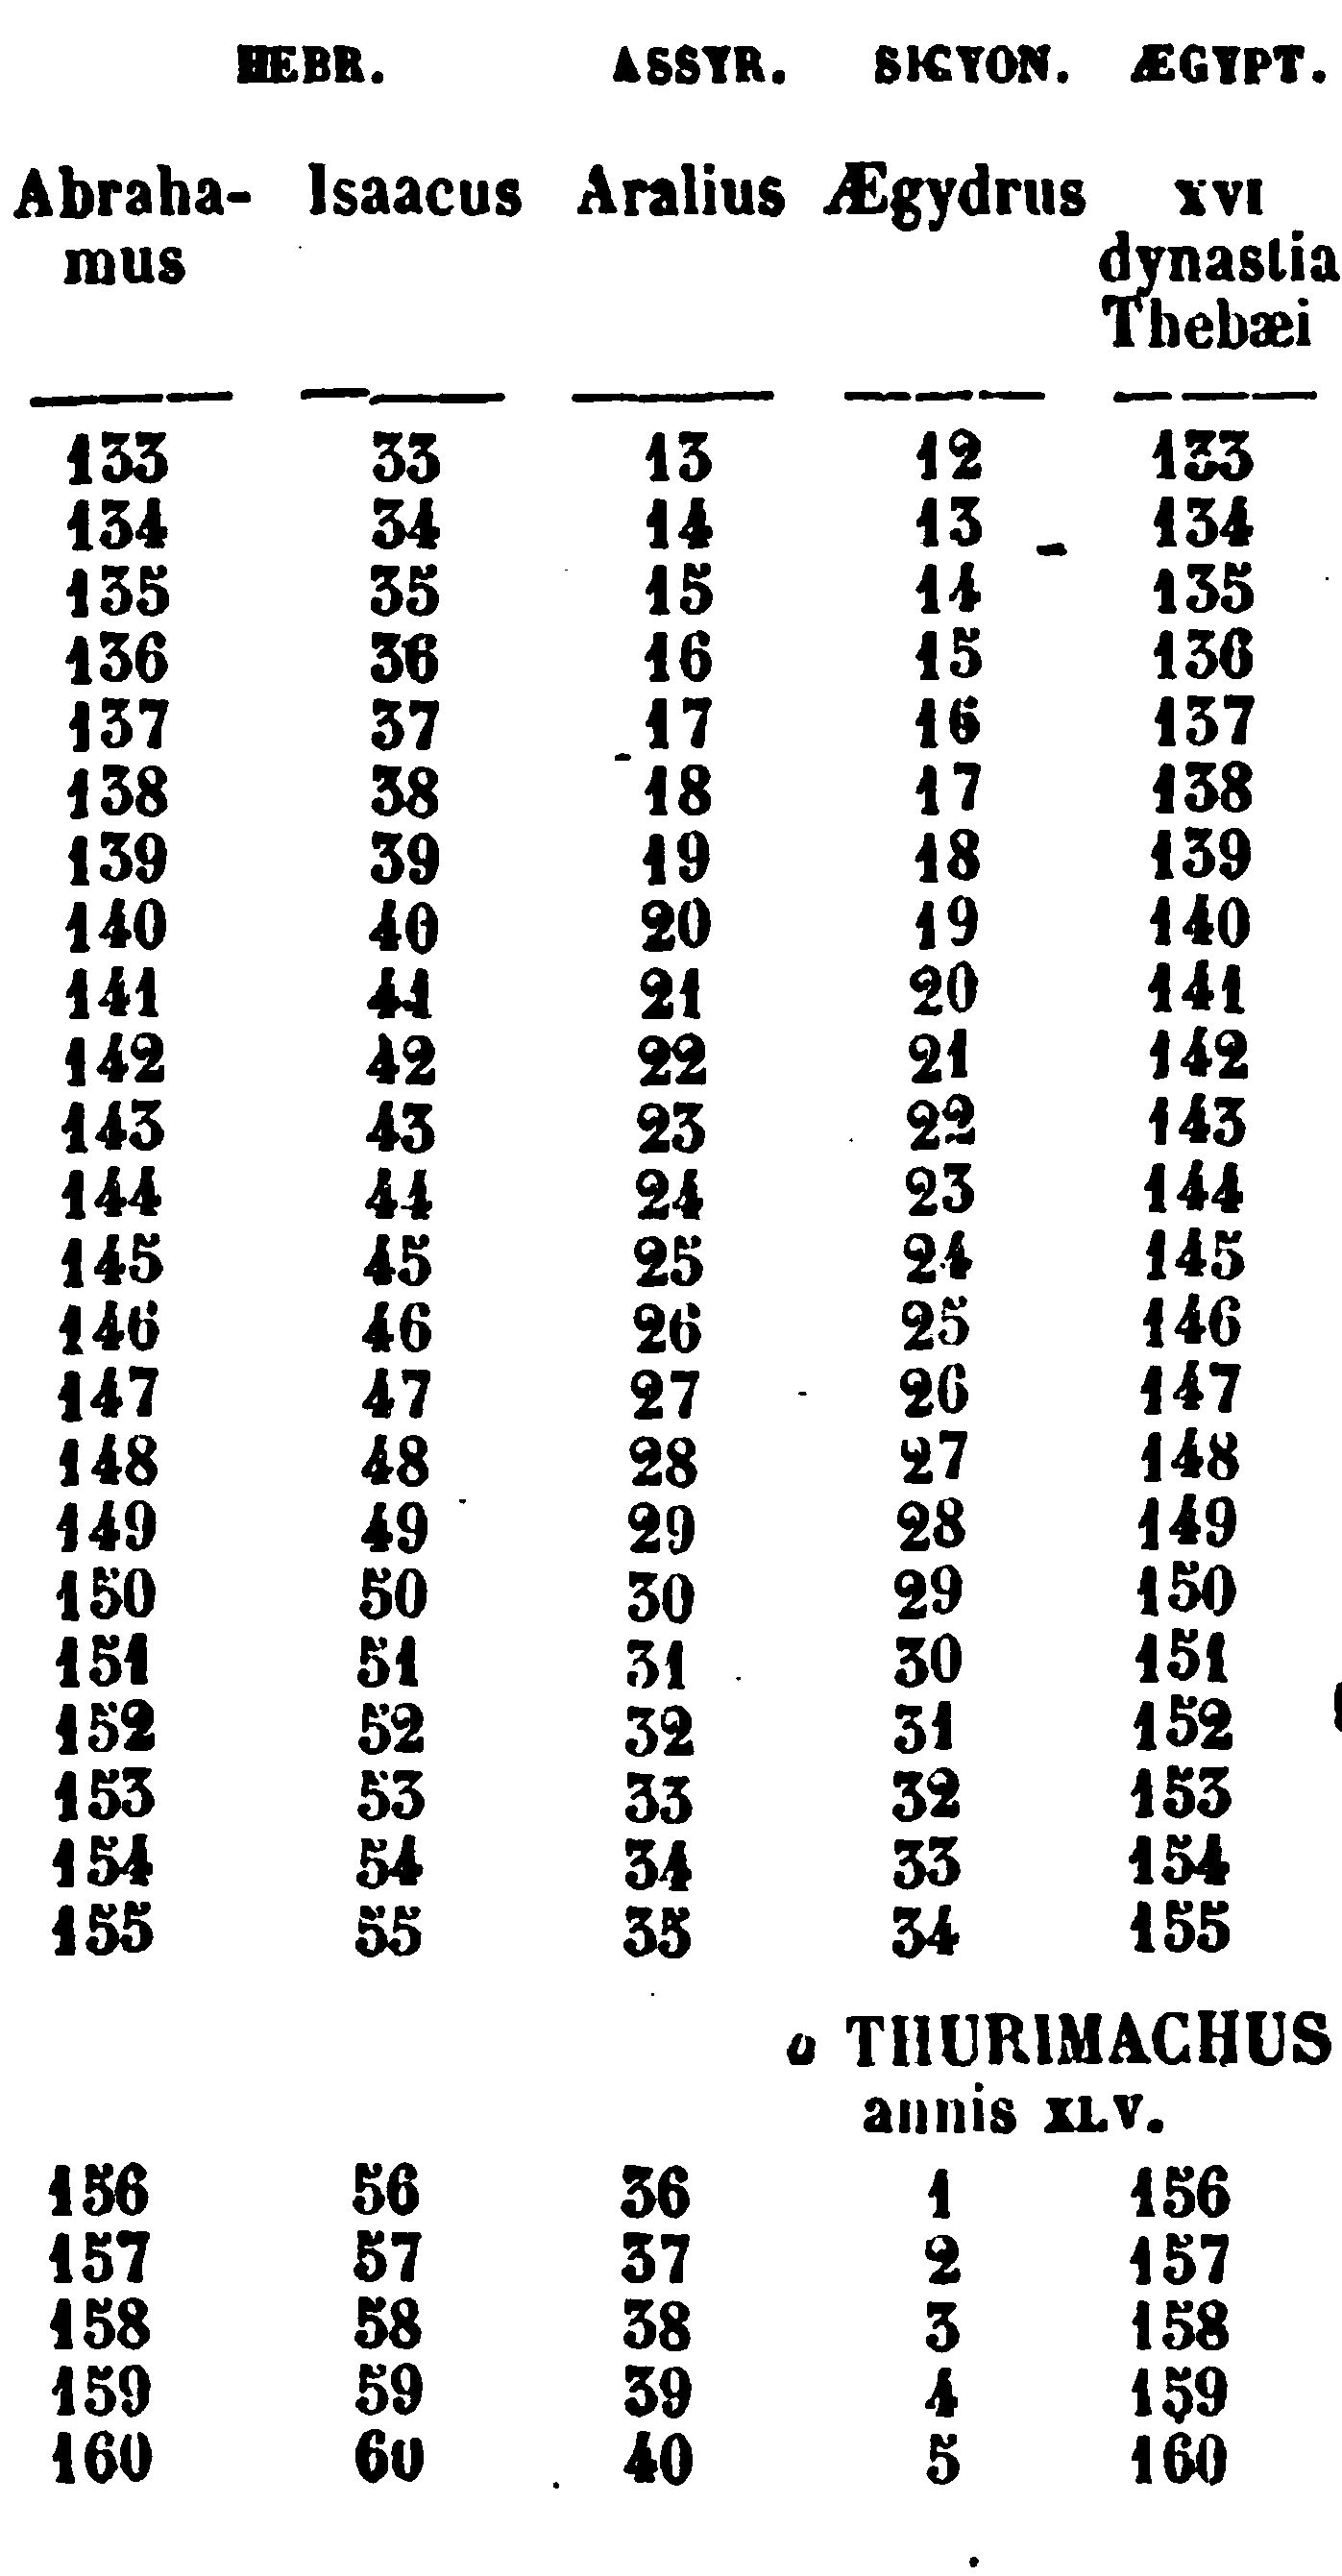 HEBR. ASSYR. SICYON. ÆGYPT.
Abraha- Isaacus Aralius Ægydrus xvi
mus dynastia
Thebæi
133 33 13 12 133
134 34 14 13 134
135 35 15 14 135
136 36 16 15 136
137 37 17 16 137
138 38 18 17 138
139 39 19 18 139
140 40 20 19 140
141 41 21 20 141
142 42 22 21 142
143 43 23 22 143
144 44 24 23 144
145 45 25 24 145
146 46 26 25 146
147 47 27 26 147
148 48 28 27 148
149 49 29 28 149
150 50 30 29 150
151 51 31 30 151
152 52 32 31 152
153 53 33 32 153
154 54 34 33 154
155 55 35 34 155
o THURIMACHUS
annis XLV.
156 56 36 1 156
157 57 37 2 157
158 58 38 3 158
159 59 39 4 159
160 60 40 5 160